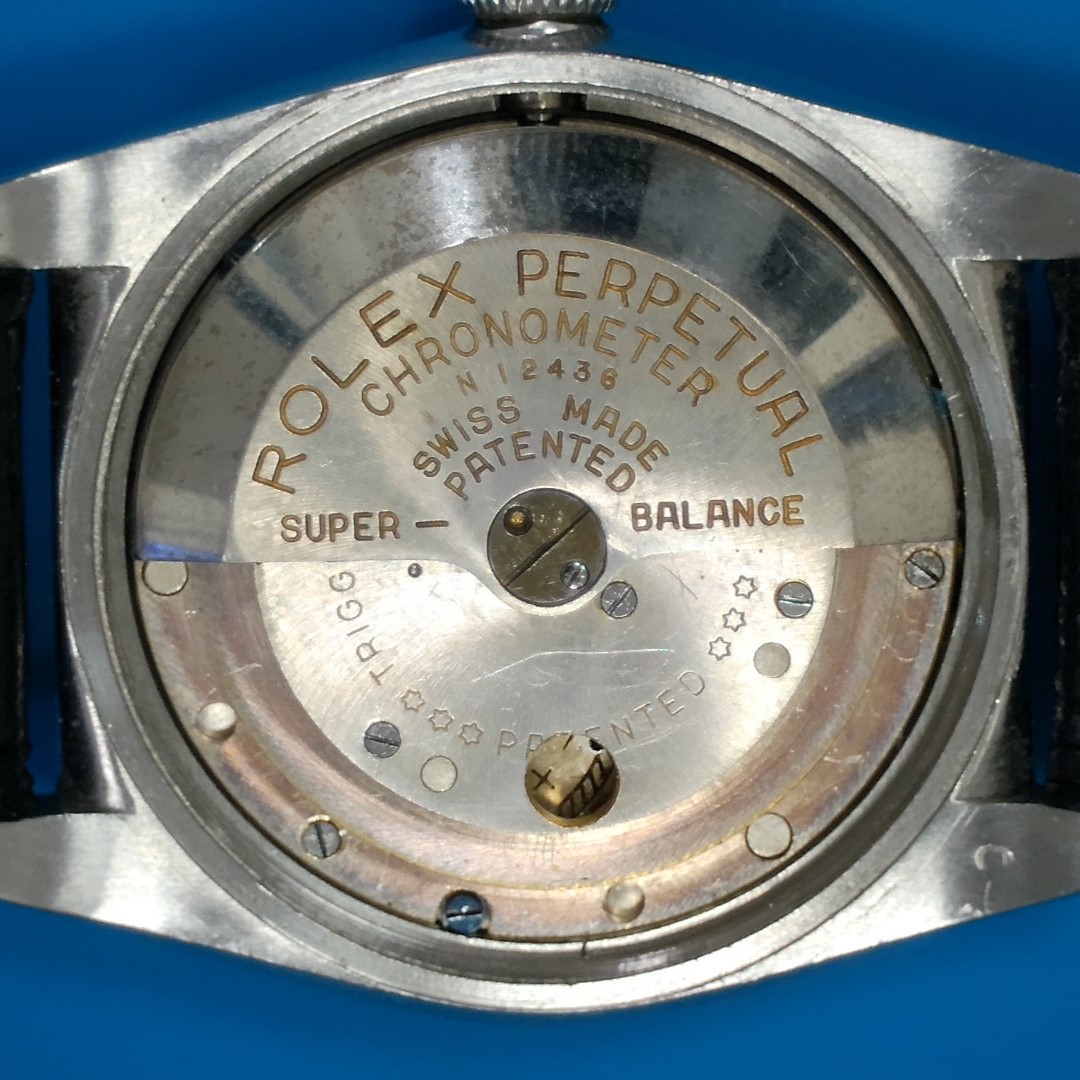 ROLEX PERPETUAL
CHRONOMETER
N 12436
SWISS MADE
PATENTED
SUPER - BALANCE
TRIGG
PATENTED